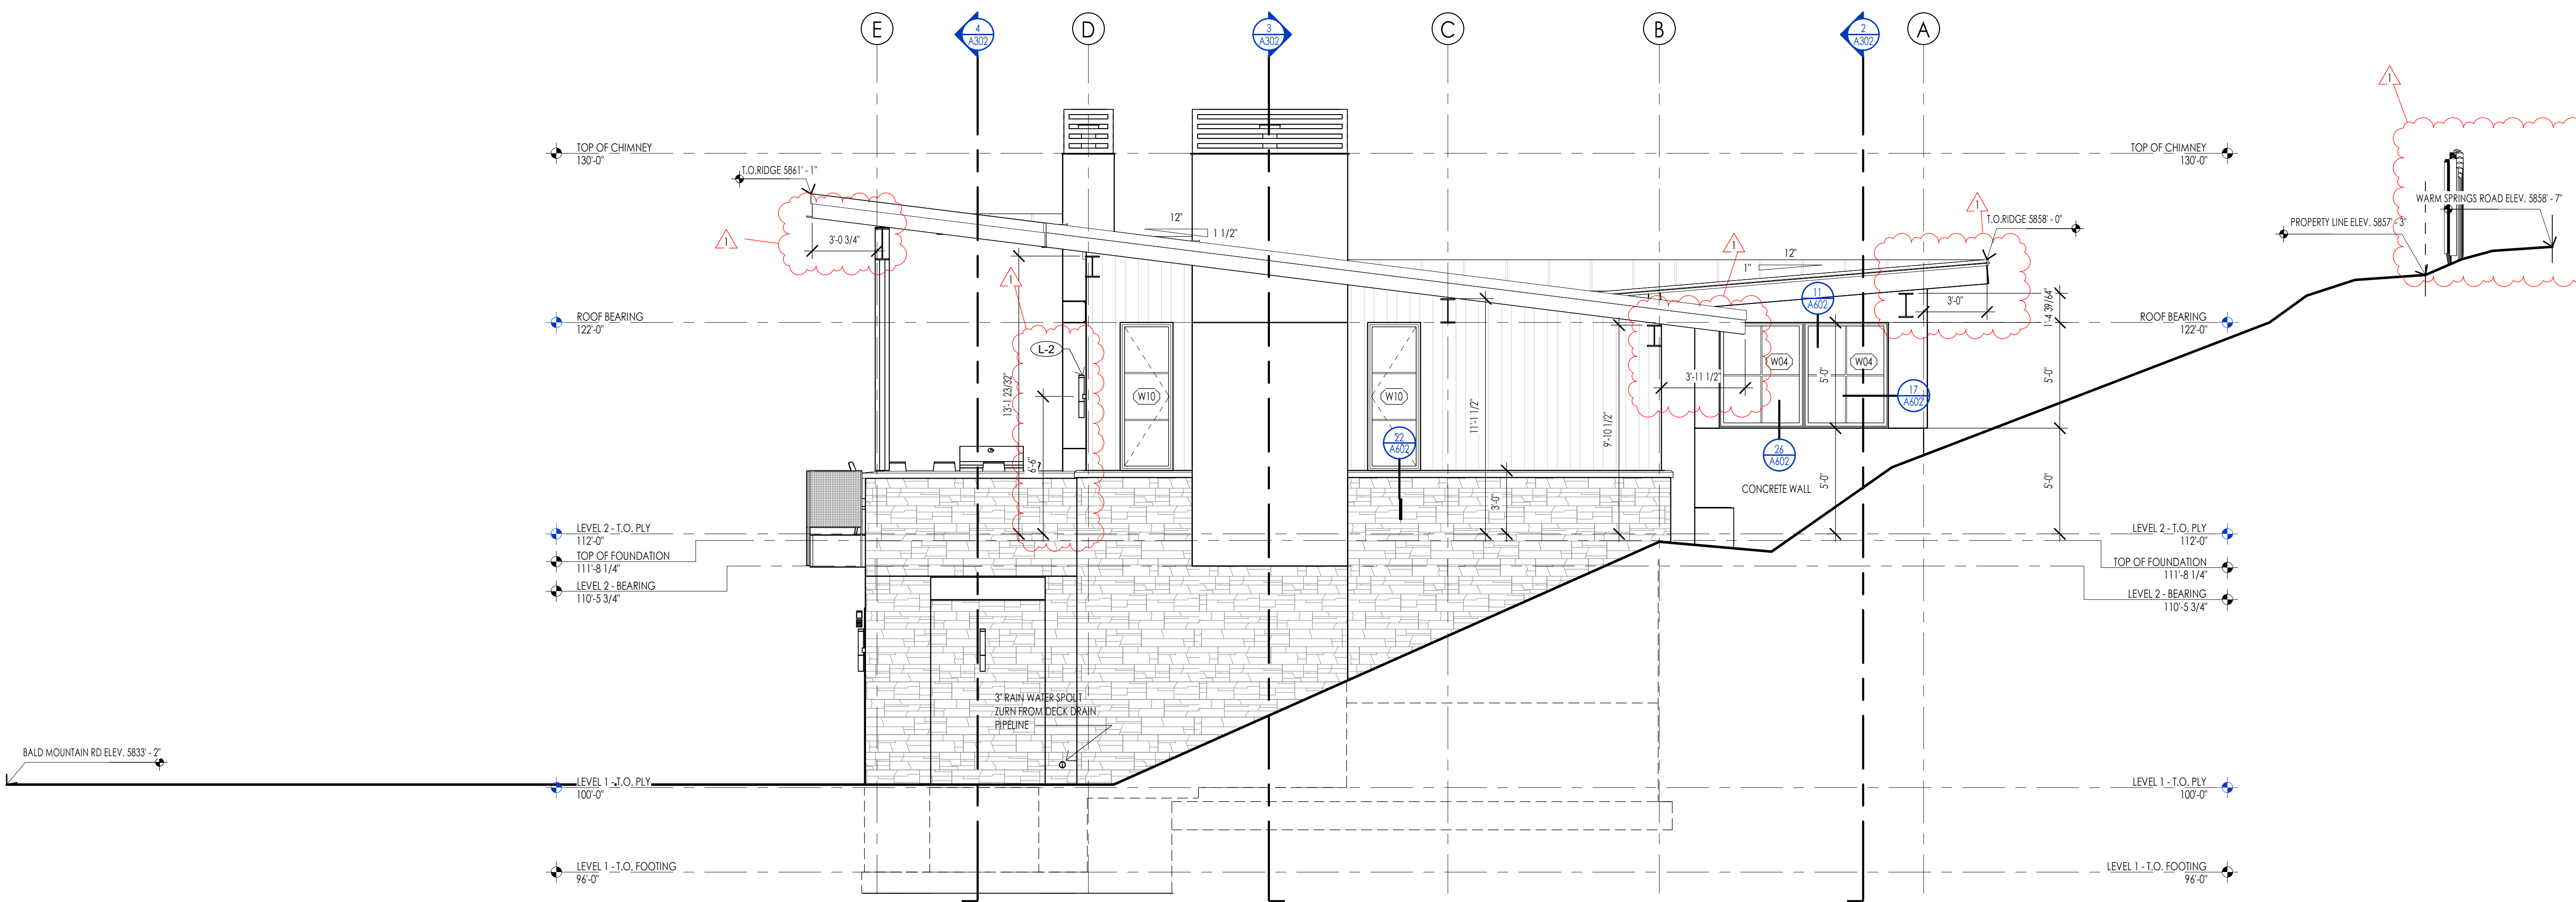 E
4
A302
D
3
A302
C
B
2
A302
A
1
TOP OF CHIMNEY
130'-0"
TOP OF CHIMNEY
130'-0"
T.O.RIDGE 5861' - 1"
WARM SPRINGS ROAD ELEV. 5858' - 7"
1
T.O.RIDGE 5858' - 0"
PROPERTY LINE ELEV. 5857' - 3"
12"
1 1/2"
1
3'-0 3/4"
1
12"
1"
1
11
A602
3'-0"
1'-4 39/64"
ROOF BEARING
122'-0"
ROOF BEARING
122'-0"
L-2
13'-1 23/32"
6'-6"
W10
W10
3'-11 1/2"
W04
W04
5'-0"
5'-0"
17
A602
11'-1 1/2"
9'-10 1/2"
22
A602
26
A602
CONCRETE WALL
3'-0"
5'-0"
5'-0"
LEVEL 2 - T.O. PLY
112'-0"
LEVEL 2 - T.O. PLY
112'-0"
TOP OF FOUNDATION
111'-8 1/4"
TOP OF FOUNDATION
111'-8 1/4"
LEVEL 2 - BEARING
110'-5 3/4"
LEVEL 2 - BEARING
110'-5 3/4"
3" RAIN WATER SPOUT
ZURN FROM DECK DRAIN
PIPELINE
BALD MOUNTAIN RD ELEV. 5833' - 2"
LEVEL 1 - T.O. PLY
100'-0"
LEVEL 1 - T.O. PLY
100'-0"
LEVEL 1 - T.O. FOOTING
96'-0"
LEVEL 1 - T.O. FOOTING
96'-0"